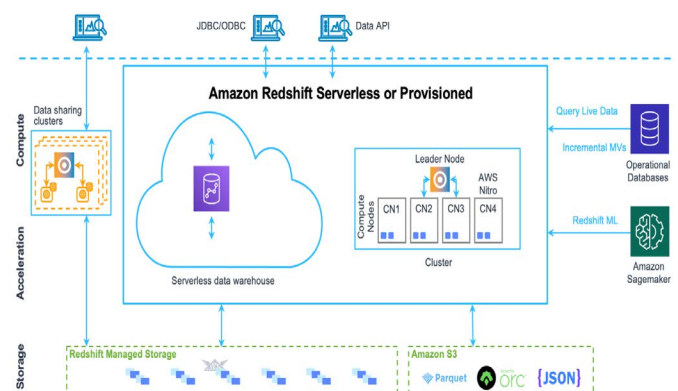 JDBC/ODBC
Data API
Compute
Acceleration
Storage
Data sharing
clusters
Amazon Redshift Serverless or Provisioned
Serverless data warehouse
Leader Node
AWS
Nitro
Compute
Nodes
CN1
CN2
CN3
CN4
Cluster
Query Live Data
Incremental MVs
Operational
Databases
Redshift ML
Amazon
Sagemaker
Redshift Managed Storage
Amazon S3
Parquet
orc
{JSON}